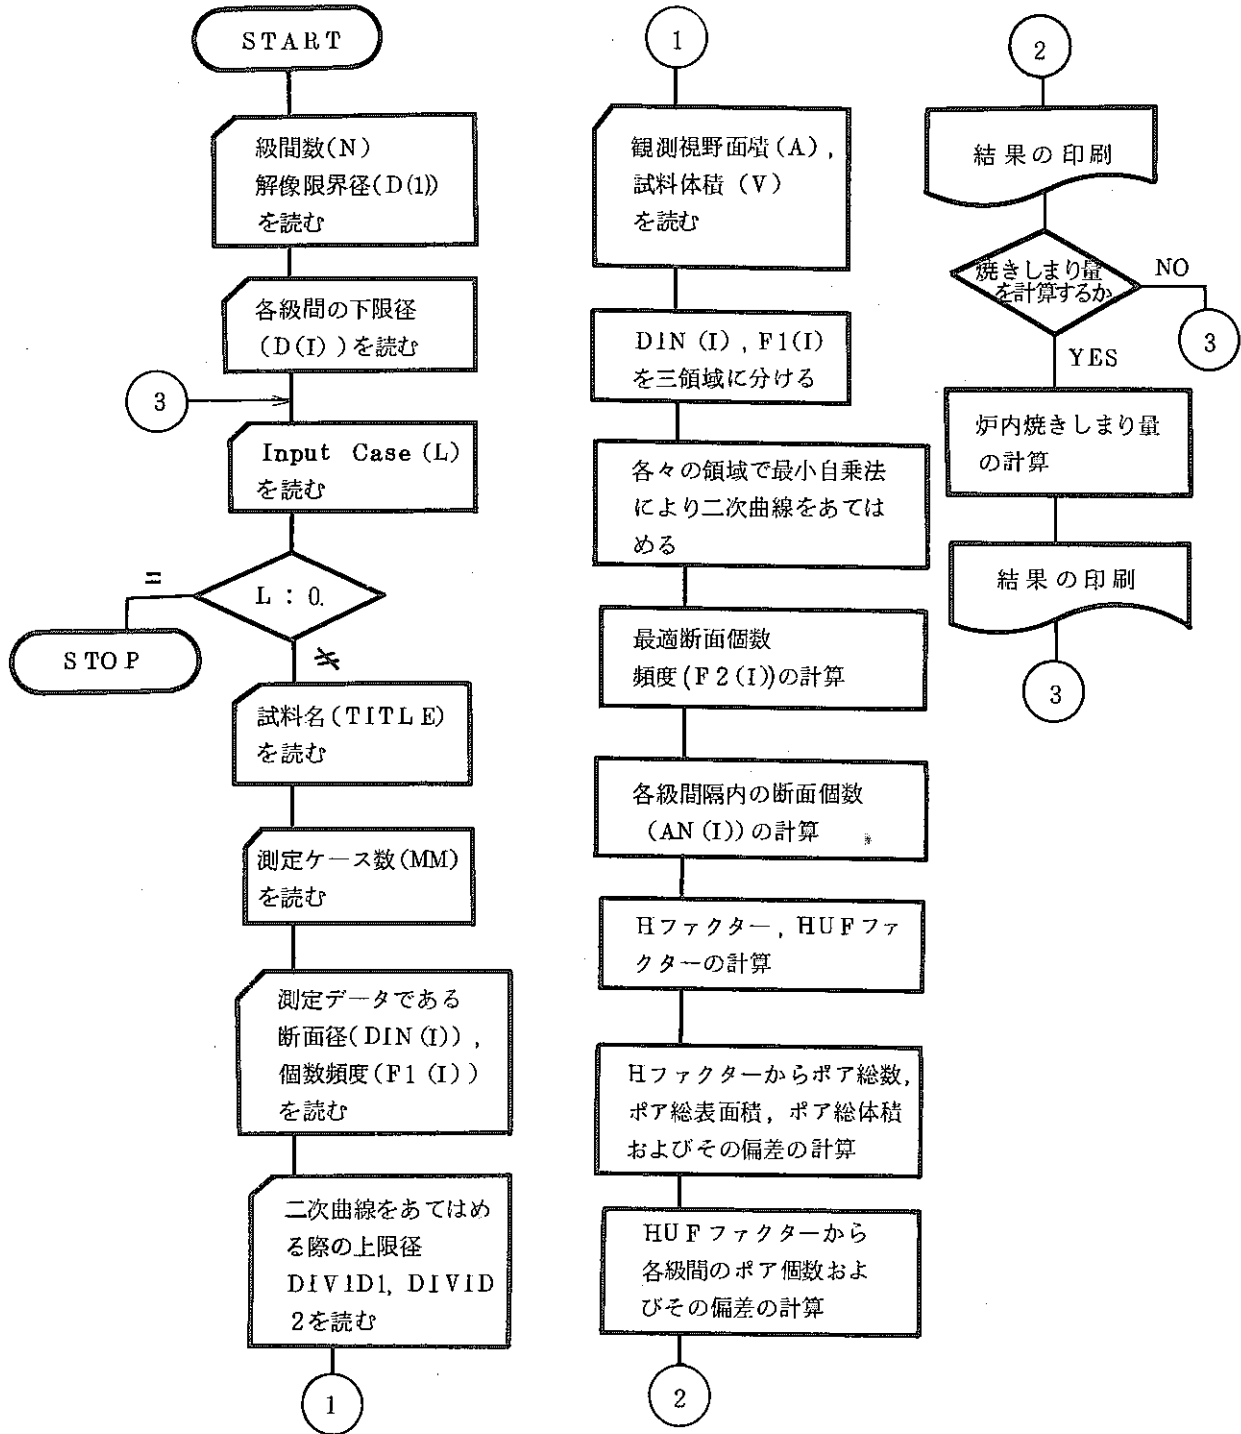 START
級間数(N)
解像限界径(D(1))
を読む
各級間の下限径
(D(I))を読む
3
Input Case (L)
を読む
=
L : 0.
STOP
≠
試料名(TITLE)
を読む
測定ケース数(MM)
を読む
測定データである
断面径(DIN(I)),
個数頻度(F1(I))
を読む
二次曲線をあてはめ
る際の上限径
DIVID1, DIVID
2を読む
1
1
観測視野面積(A),
試料体積(V)
を読む
DIN(I), F1(I)
を三領域に分ける
各々の領域で最小自乗法
により二次曲線をあては
める
最適断面個数
頻度(F2(I))の計算
各級間隔内の断面個数
(AN(I))の計算
Hファクター, HUFファ
クターの計算
Hファクターからポア総数,
ポア総表面積, ポア総体積
およびその偏差の計算
HUFファクターから
各級間のポア個数およ
びその偏差の計算
2
2
結果の印刷
焼きしまり量
を計算するか
NO
3
YES
炉内焼きしまり量
の計算
結果の印刷
3